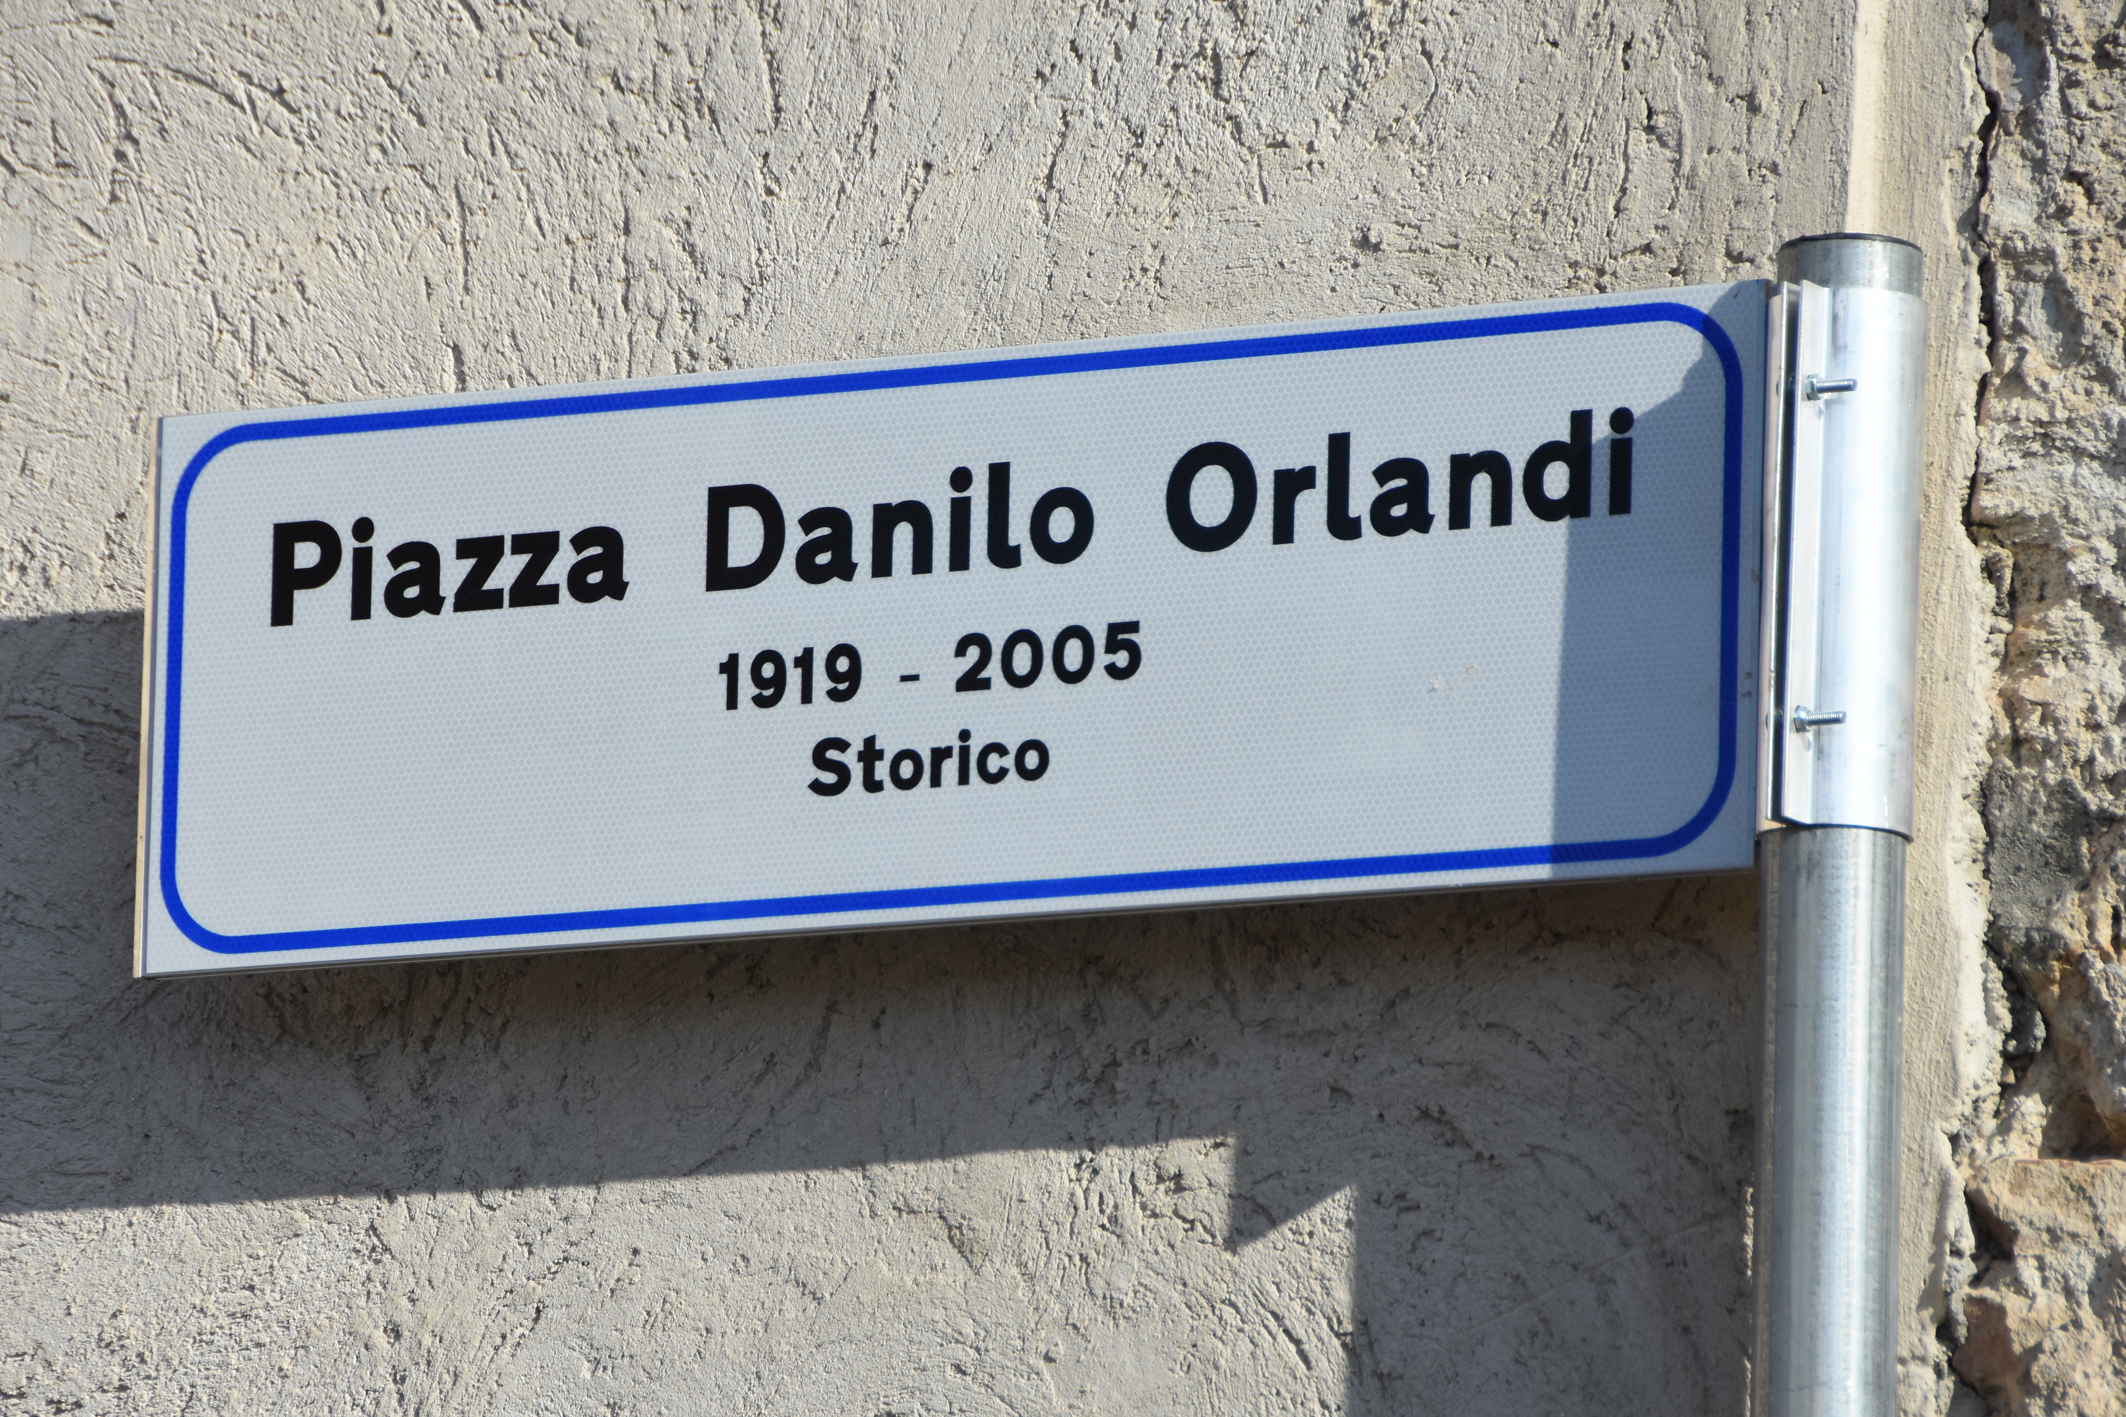 Piazza Danilo Orlandi
1919 - 2005
Storico